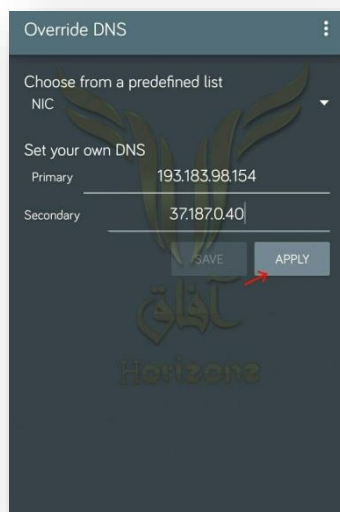 Override DNS
Choose from a predefined list
NIC
Set your own DNS
Primary 193.183.98.154
Secondary 37.187.0.40
SAVE APPLY
آفاق
Horizons